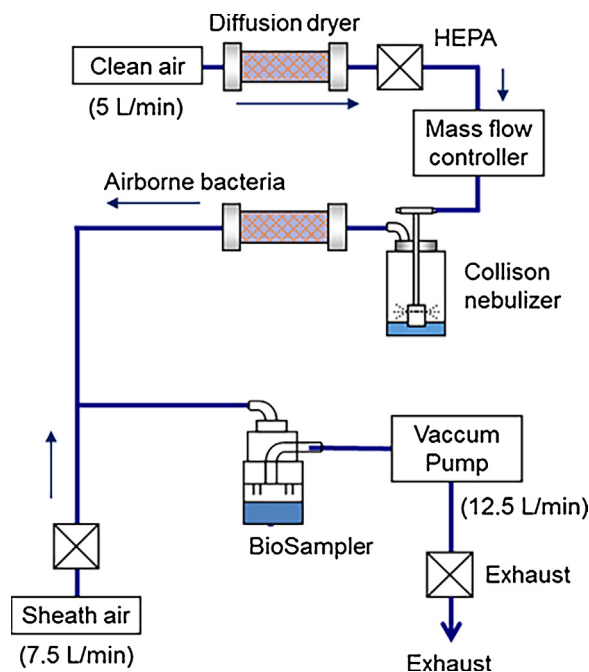 Diffusion dryer
HEPA
Clean air
(5 L/min)
Mass flow
controller
Airborne bacteria
Collison
nebulizer
Vaccum
Pump
(12.5 L/min)
BioSampler
Exhaust
Sheath air
(7.5 L/min)
Exhaust